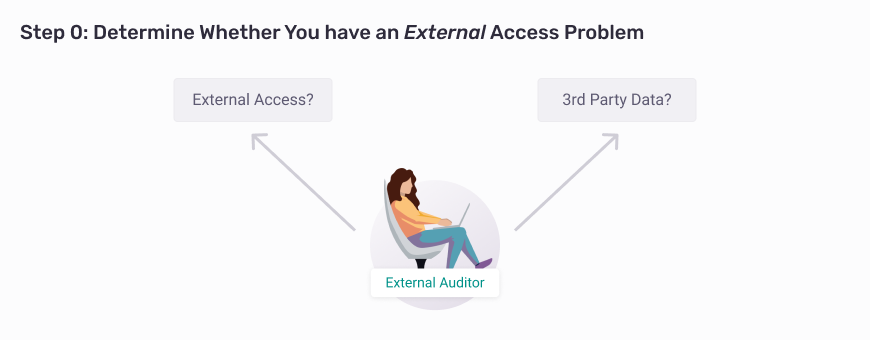 Step 0: Determine Whether You have an External Access Problem
External Access?
3rd Party Data?
External Auditor